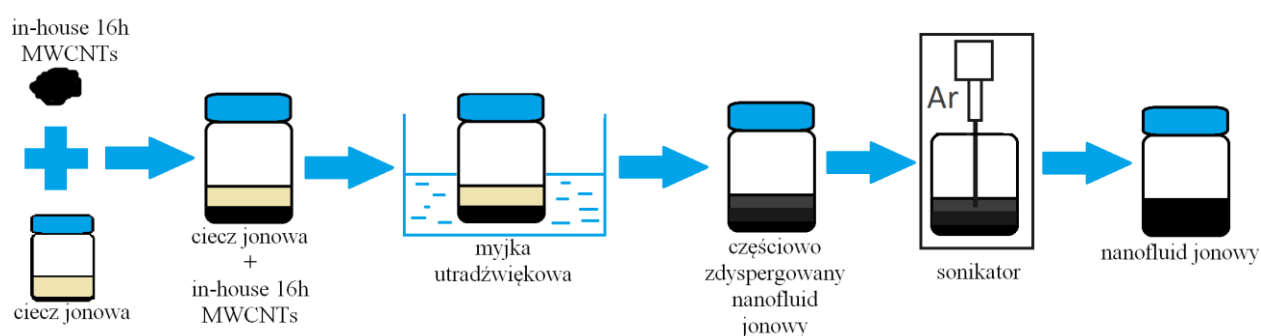 in-house 16h
MWCNTs
ciecz jonowa
ciecz jonowa
+
in-house 16h
MWCNTs
myjka
utradźwiękowa
częściowo
zdyspergowany
nanofluid
jonowy
Ar
sonikator
nanofluid jonowy